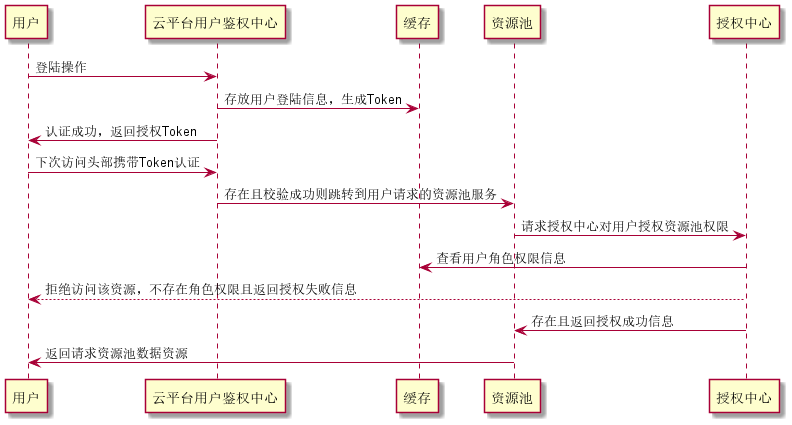 用户
云平台用户鉴权中心
缓存
资源池
授权中心
登陆操作
存放用户登陆信息，生成Token
认证成功，返回授权Token
下次访问头部携带Token认证
存在且校验成功则跳转到用户请求的资源池服务
请求授权中心对用户授权资源池权限
查看用户角色权限信息
拒绝访问该资源，不存在角色权限且返回授权失败信息
存在且返回授权成功信息
返回请求资源池数据资源
用户
云平台用户鉴权中心
缓存
资源池
授权中心